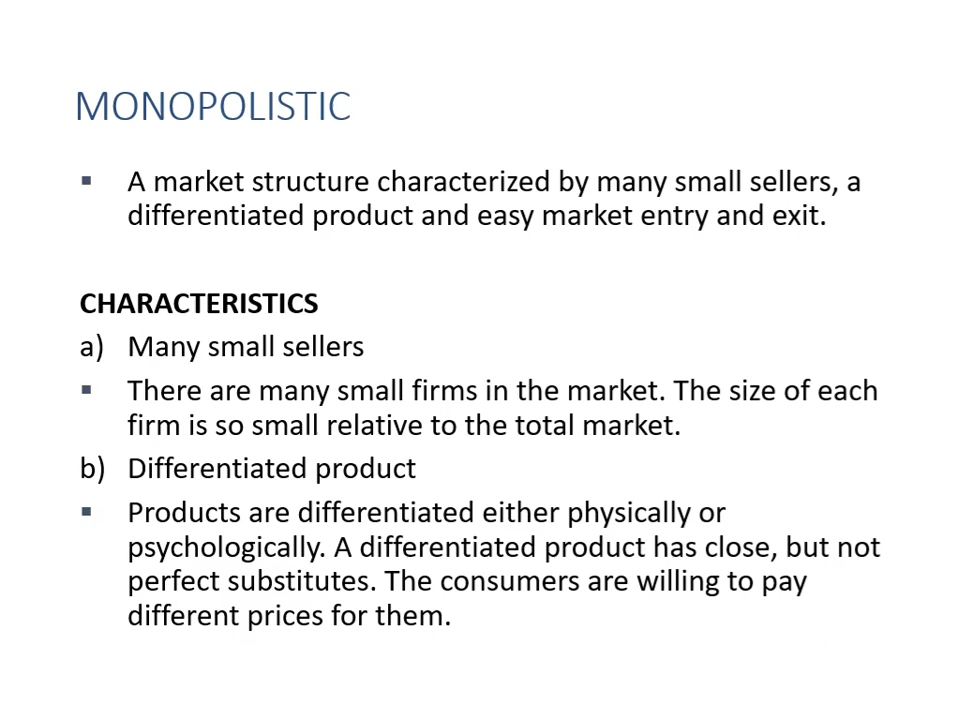 MONOPOLISTIC
▪ A market structure characterized by many small sellers, a
differentiated product and easy market entry and exit.
CHARACTERISTICS
a) Many small sellers
▪ There are many small firms in the market. The size of each
firm is so small relative to the total market.
b) Differentiated product
▪ Products are differentiated either physically or
psychologically. A differentiated product has close, but not
perfect substitutes. The consumers are willing to pay
different prices for them.